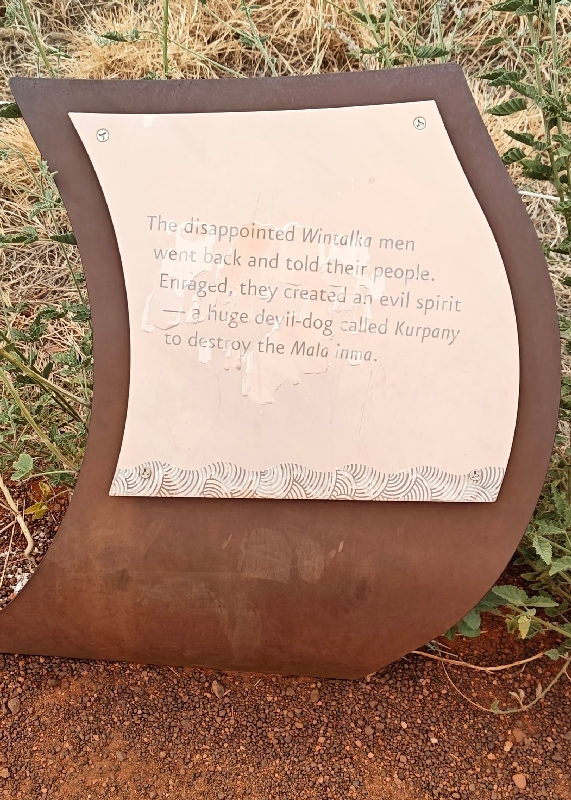 The disappointed Wintalka men
went back and told their people.
Enraged, they created an evil spirit
— a huge devil-dog called Kurpany
to destroy the Mala inma.